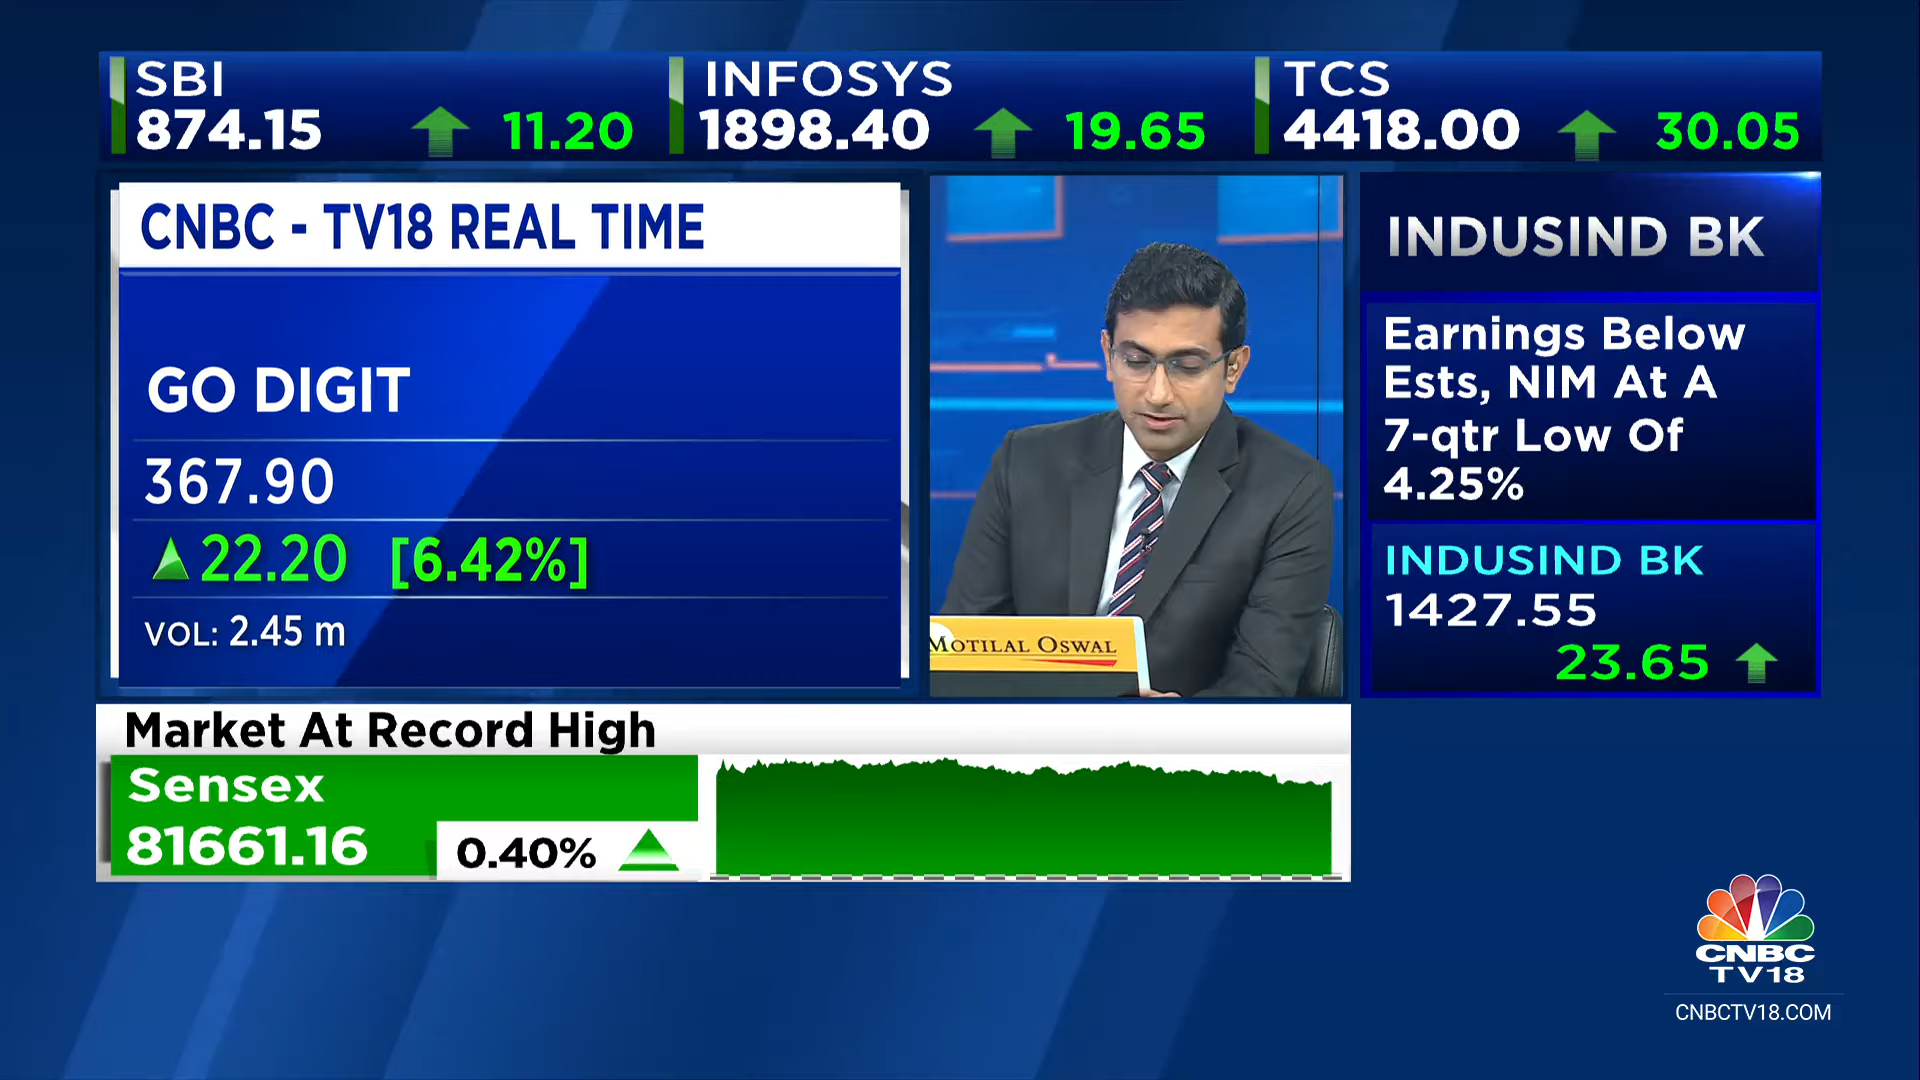 SBI
874.15 11.20
INFOSYS
1898.40 19.65
TCS
4418.00 30.05
CNBC - TV18 REAL TIME
GO DIGIT
367.90
22.20 [6.42%]
VOL: 2.45 m
MOTILAL OSWAL
INDUSIND BK
Earnings Below
Ests, NIM At A
7-qtr Low Of
4.25%
INDUSIND BK
1427.55
23.65
Market At Record High
Sensex
81661.16 0.40%
CNBC
TV18
CNBCTV18.COM